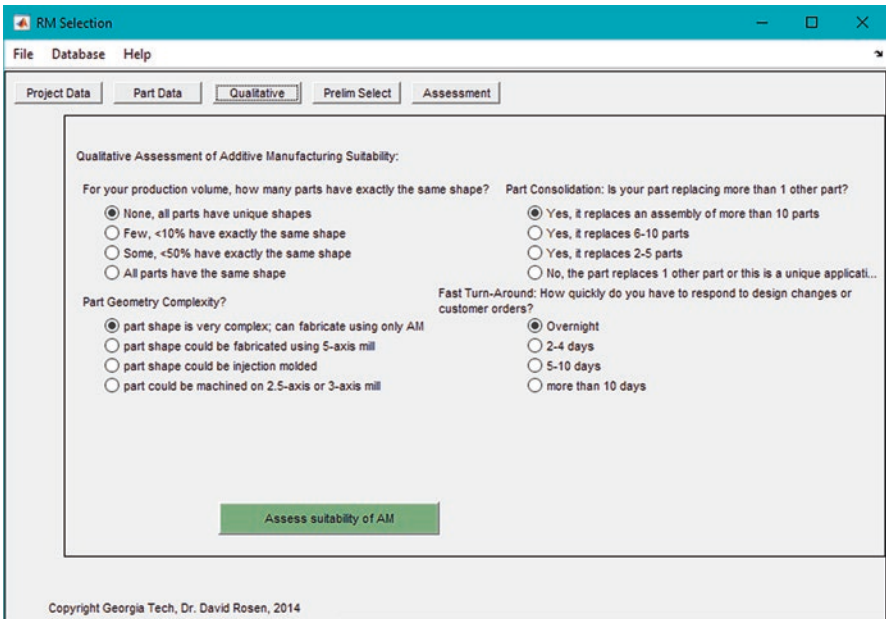 RM Selection
File Database Help
Project Data Part Data Qualitative Prelim Select Assessment
Qualitative Assessment of Additive Manufacturing Suitability:
For your production volume, how many parts have exactly the same shape?
None, all parts have unique shapes
Few, <10% have exactly the same shape
Some, <50% have exactly the same shape
All parts have the same shape
Part Consolidation: Is your part replacing more than 1 other part?
Yes, it replaces an assembly of more than 10 parts
Yes, it replaces 6-10 parts
Yes, it replaces 2-5 parts
No, the part replaces 1 other part or this is a unique applicati...
Part Geometry Complexity?
part shape is very complex; can fabricate using only AM
part shape could be fabricated using 5-axis mill
part shape could be injection molded
part could be machined on 2.5-axis or 3-axis mill
Fast Turn-Around: How quickly do you have to respond to design changes or
customer orders?
Overnight
2-4 days
5-10 days
more than 10 days
Assess suitability of AM
Copyright Georgia Tech, Dr. David Rosen, 2014